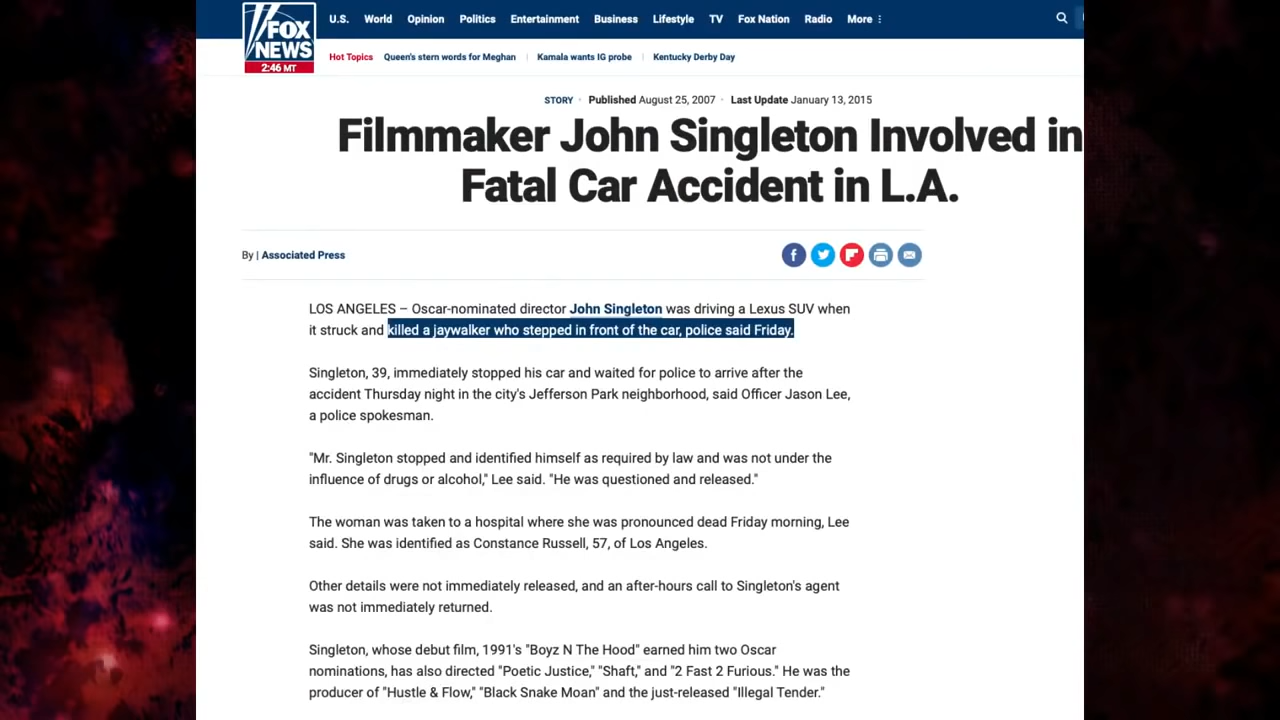 FOX
NEWS
2:46 MT
U.S. World Opinion Politics Entertainment Business Lifestyle TV Fox Nation Radio More
Hot Topics Queen's stern words for Meghan Kamala wants IG probe Kentucky Derby Day
STORY · Published August 25, 2007 · Last Update January 13, 2015
Filmmaker John Singleton Involved in
Fatal Car Accident in L.A.
By | Associated Press
LOS ANGELES – Oscar-nominated director John Singleton was driving a Lexus SUV when
it struck and killed a jaywalker who stepped in front of the car, police said Friday.
Singleton, 39, immediately stopped his car and waited for police to arrive after the
accident Thursday night in the city's Jefferson Park neighborhood, said Officer Jason Lee,
a police spokesman.
"Mr. Singleton stopped and identified himself as required by law and was not under the
influence of drugs or alcohol," Lee said. "He was questioned and released."
The woman was taken to a hospital where she was pronounced dead Friday morning, Lee
said. She was identified as Constance Russell, 57, of Los Angeles.
Other details were not immediately released, and an after-hours call to Singleton's agent
was not immediately returned.
Singleton, whose debut film, 1991's "Boyz N The Hood" earned him two Oscar
nominations, has also directed "Poetic Justice," "Shaft," and "2 Fast 2 Furious." He was the
producer of "Hustle & Flow," "Black Snake Moan" and the just-released "Illegal Tender."